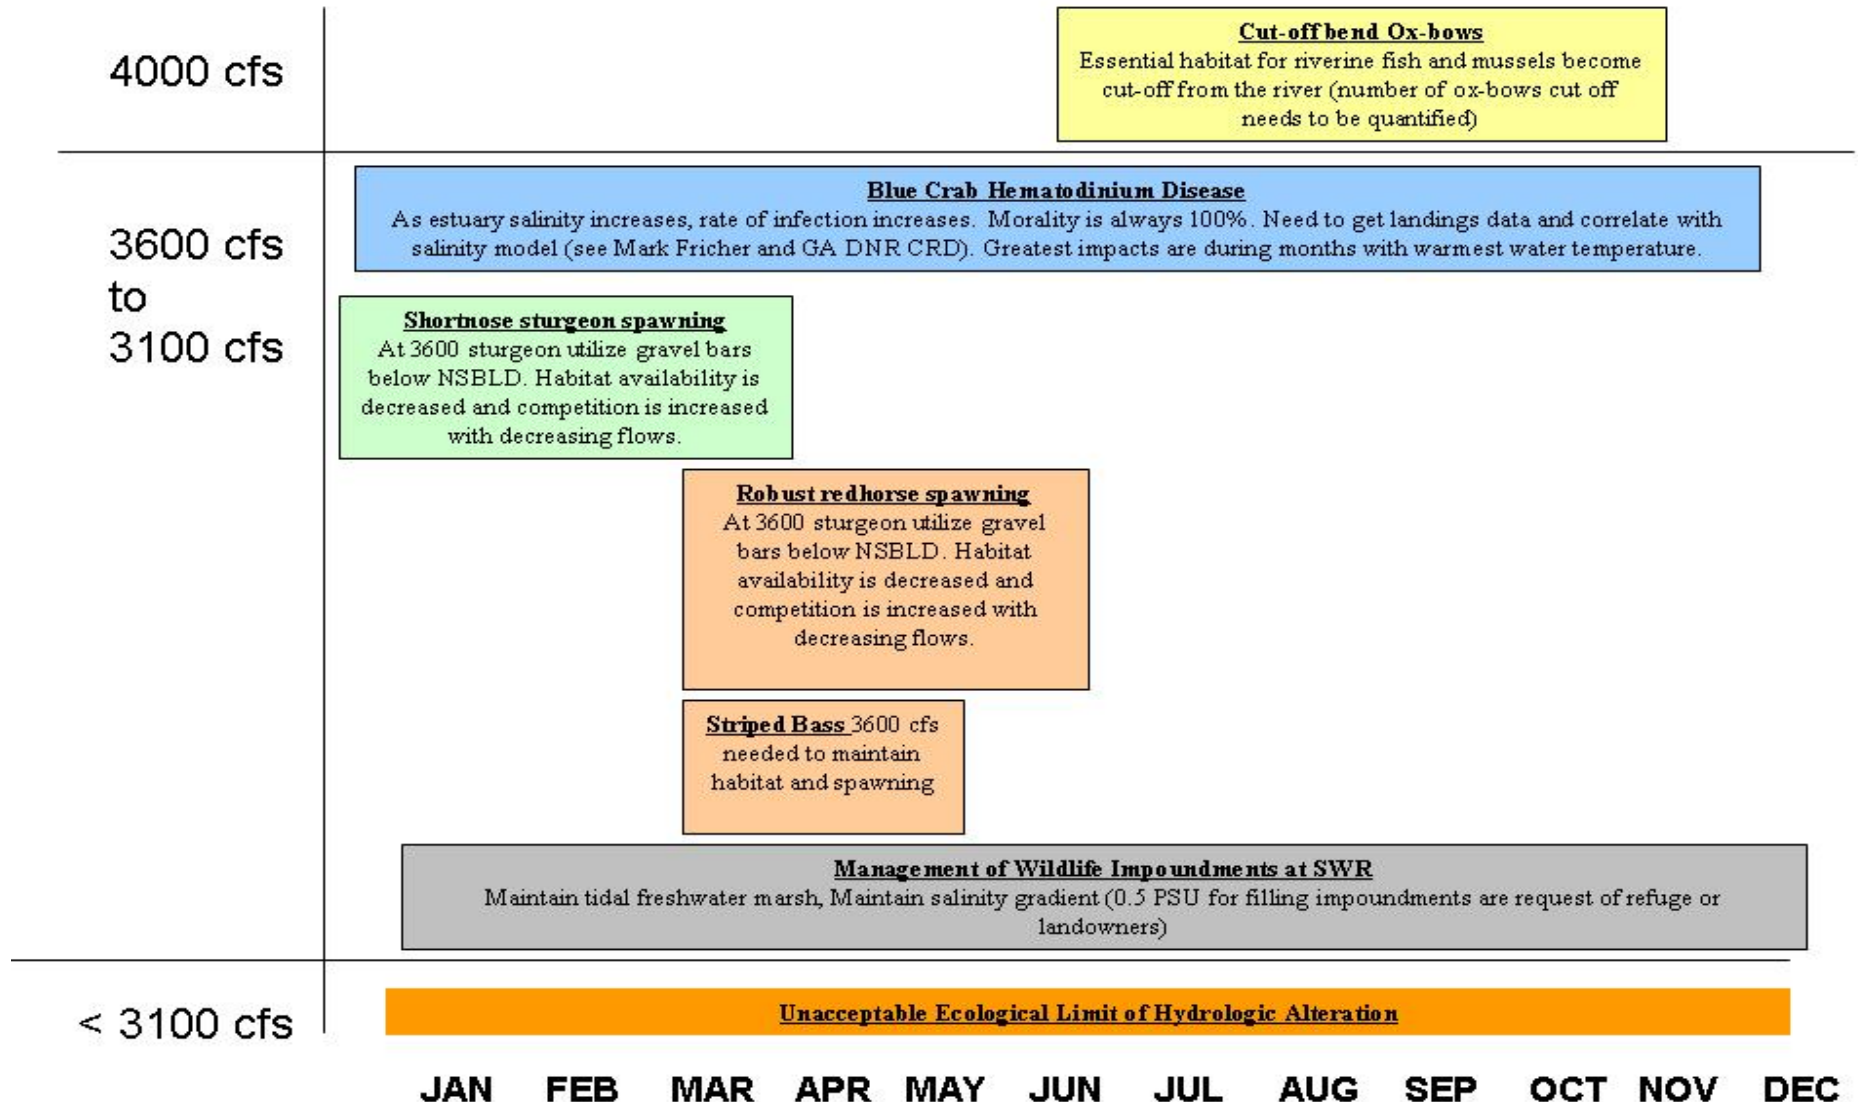 4000 cfs
Cut-off bend Ox-bows
Essential habitat for riverine fish and mussels become
cut-off from the river (number of ox-bows cut off
needs to be quantified)
3600 cfs
to
3100 cfs
Blue Crab Hematodinium Disease
As estuary salinity increases, rate of infection increases. Morality is always 100%. Need to get landings data and correlate with
salinity model (see Mark Fricher and GA DNR CRD). Greatest impacts are during months with warmest water temperature.
Shortnose sturgeon spawning
At 3600 sturgeon utilize gravel bars
below NSBLD. Habitat availability is
decreased and competition is increased
with decreasing flows.
Robust redhorse spawning
At 3600 sturgeon utilize gravel
bars below NSBLD. Habitat
availability is decreased and
competition is increased with
decreasing flows.
Striped Bass 3600 cfs
needed to maintain
habitat and spawning
Management of Wildlife Impoundments at SWR
Maintain tidal freshwater marsh, Maintain salinity gradient (0.5 PSU for filling impoundments are request of refuge or
landowners)
< 3100 cfs
Unacceptable Ecological Limit of Hydrologic Alteration
JAN FEB MAR APR MAY JUN JUL AUG SEP OCT NOV DEC